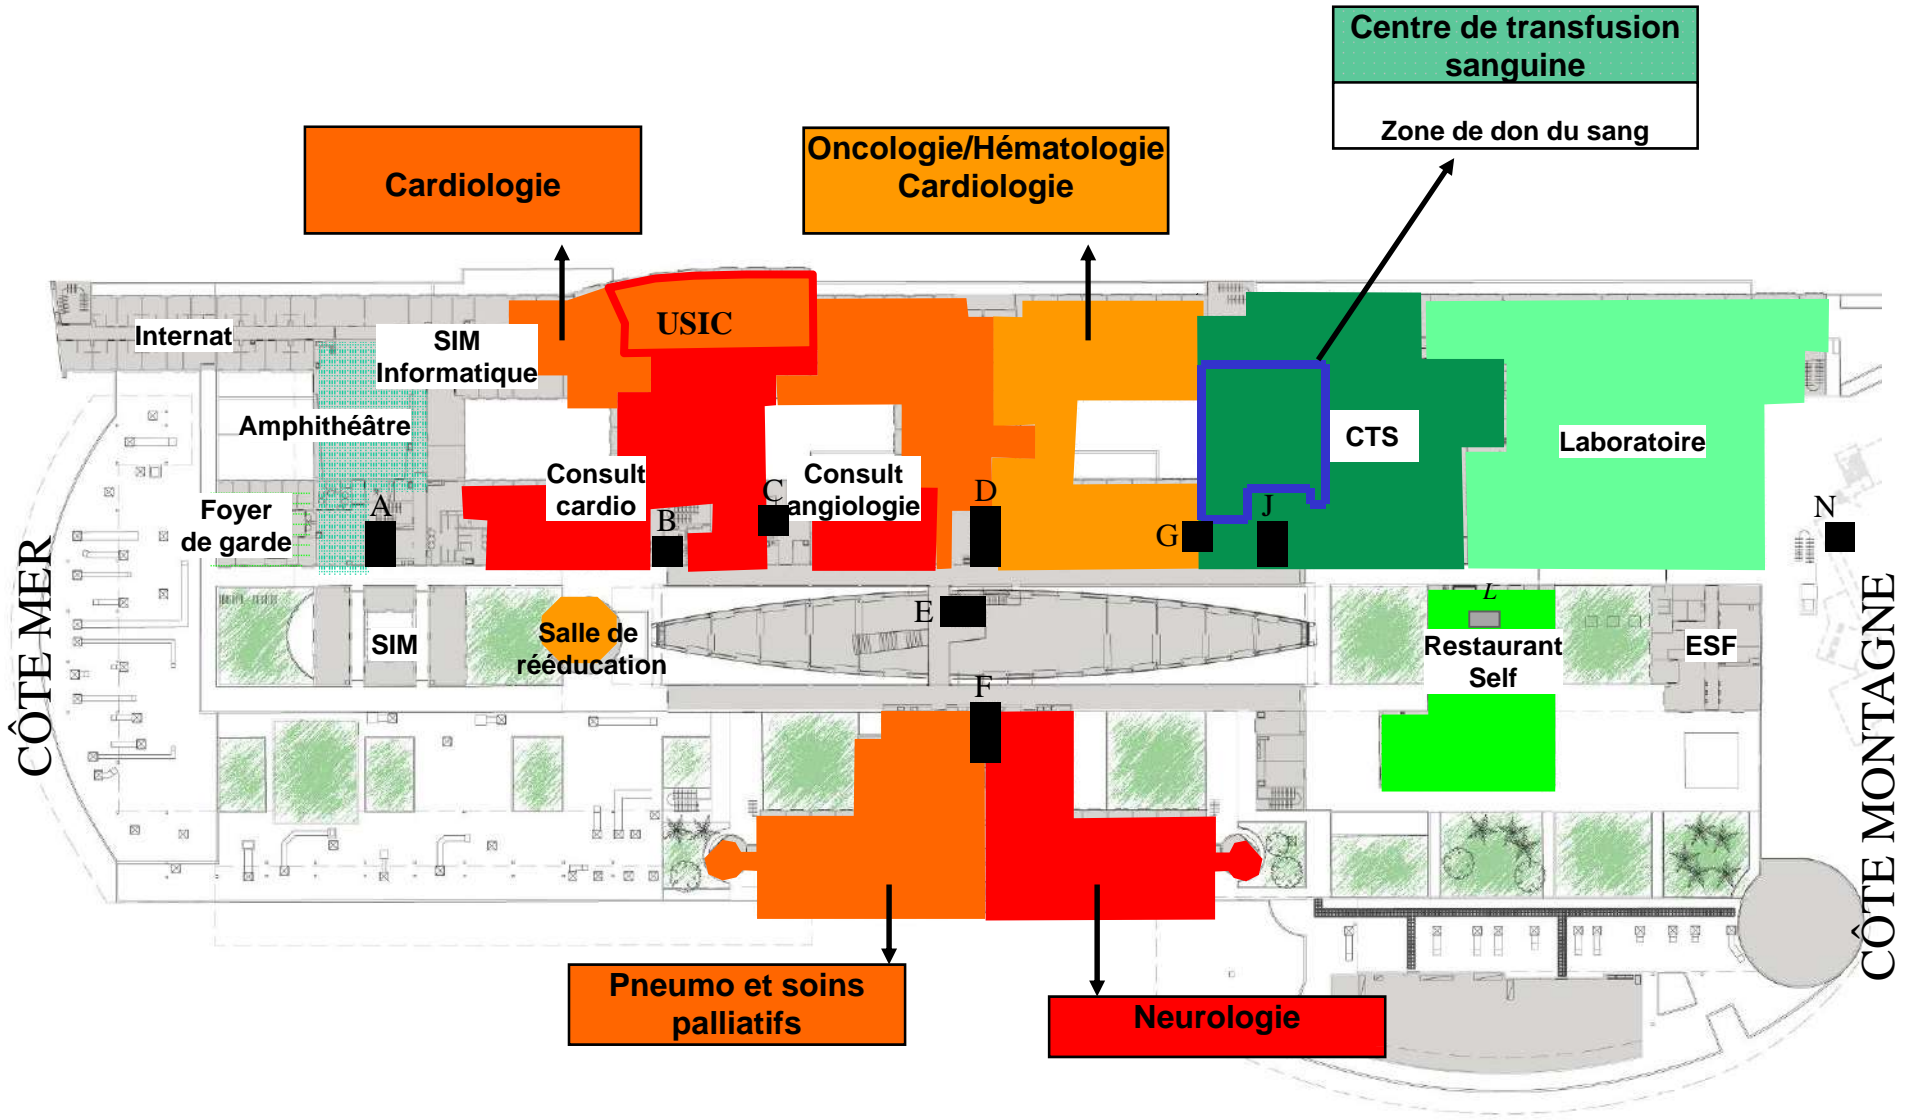 Centre de transfusion
sanguine
Zone de don du sang
Cardiologie
Oncologie/Hématologie
Cardiologie
Internat
SIM
Informatique
USIC
Amphithéâtre
CTS
Laboratoire
Consult
cardio
Consult
angiologie
Foyer
de garde
A
B
C
D
G
J
N
E
L
SIM
Salle de
rééducation
Restaurant
Self
ESF
F
CÔTE MER
CÔTE MONTAGNE
Pneumo et soins
palliatifs
Neurologie